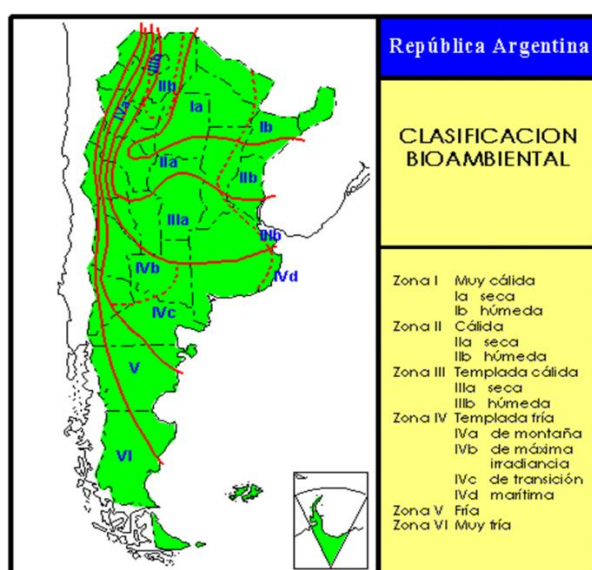 República Argentina
CLASIFICACION
BIOAMBIENTAL
Zona I Muy cálida
Ia seca
Ib húmeda
Zona II Cálida
IIa seca
IIb húmeda
Zona III Templada cálida
IIIa seca
IIIb húmeda
Zona IV Templada fría
IVa de montaña
IVb de máxima
irradiancia
IVc de transición
IVd marítima
Zona V Fría
Zona VI Muy fría
IIIb
IIb
IVa
Ia
Ib
IIa
IIb
IIIa
IIIb
IVb
IVd
IVc
V
VI